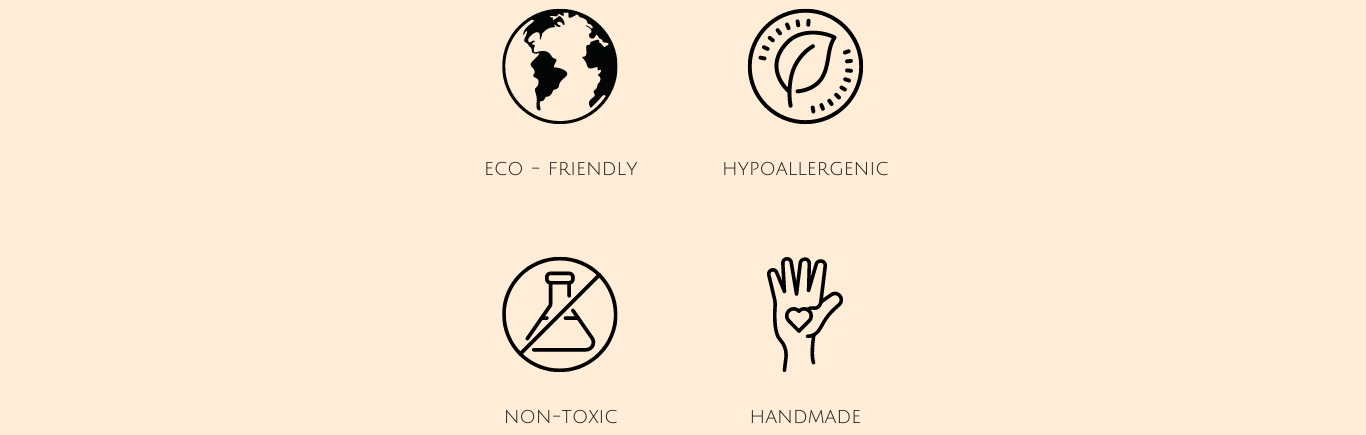 ECO - FRIENDLY
HYPOALLERGENIC
NON-TOXIC
HANDMADE